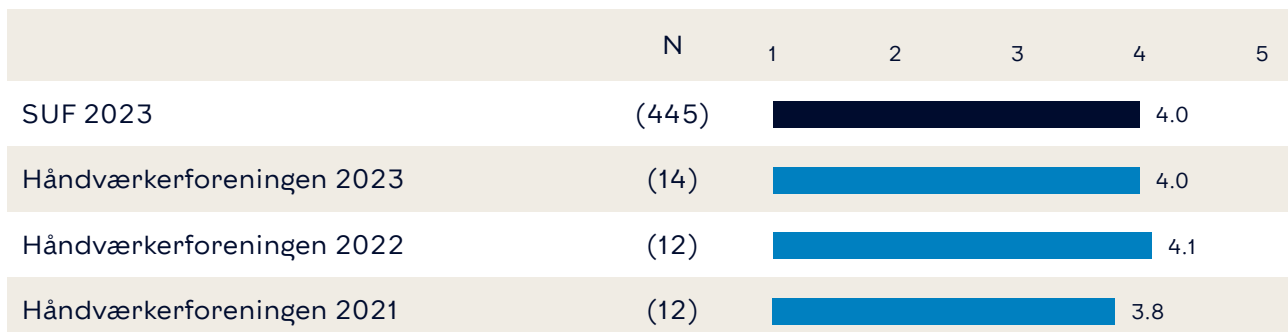 N 1 2 3 4 5
SUF 2023 (445) 4.0
Håndværkerforeningen 2023 (14) 4.0
Håndværkerforeningen 2022 (12) 4.1
Håndværkerforeningen 2021 (12) 3.8